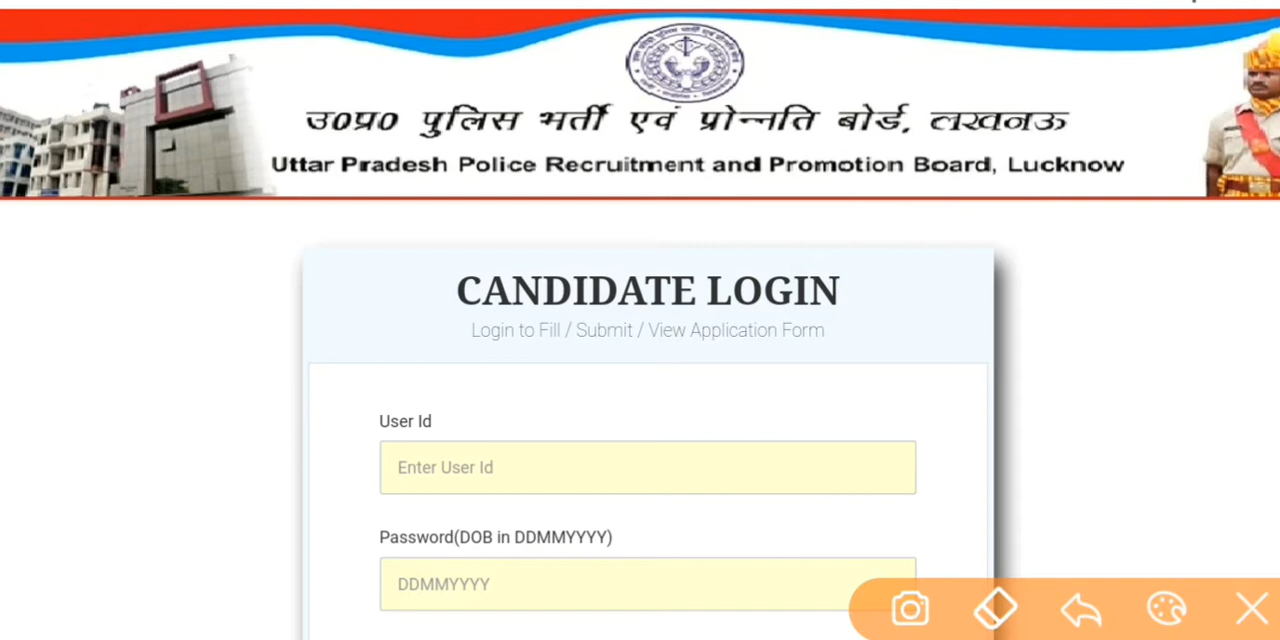 उ०प्र० पुलिस भर्ती एवं प्रोन्नति बोर्ड, लखनऊ
Uttar Pradesh Police Recruitment and Promotion Board, Lucknow
CANDIDATE LOGIN
Login to Fill / Submit / View Application Form
User Id
Enter User Id
Password(DOB in DDMMYYYY)
DDMMYYYY